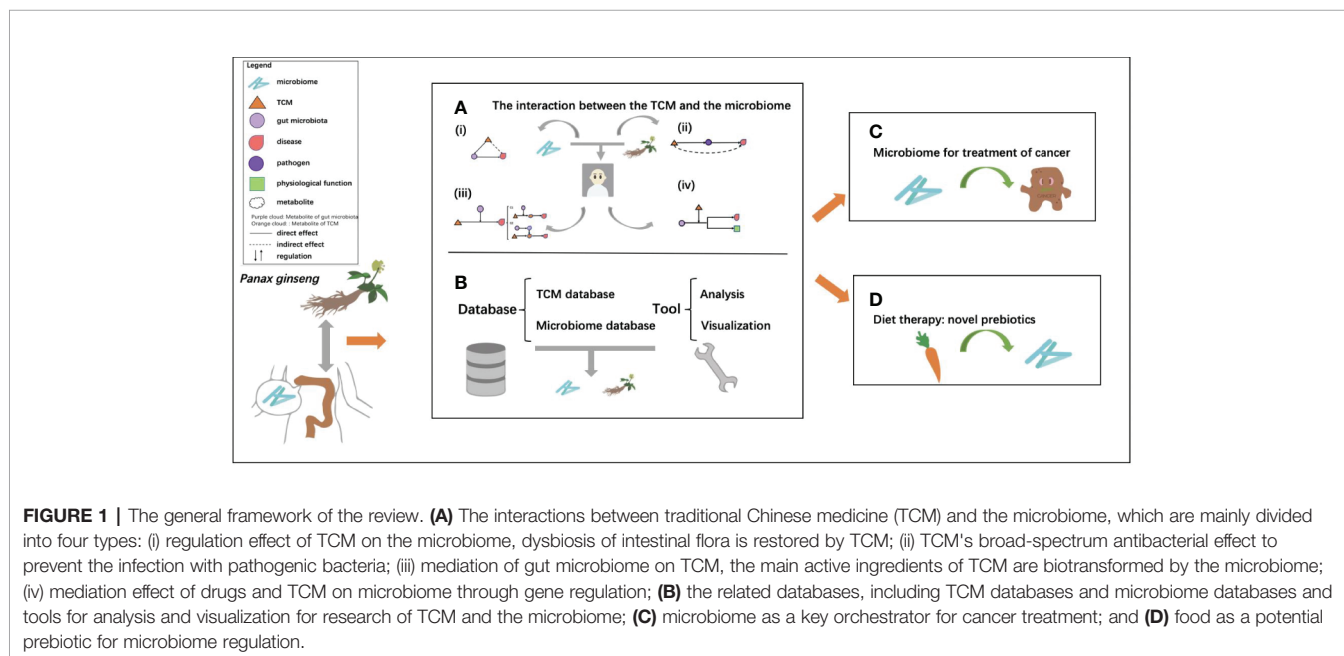 Legend
microbiome
TCM
gut microbiota
disease
pathogen
physiological function
metabolite
Purple cloud: Metabolite of gut microbiota
Orange cloud : Metabolite of TCM
direct effect
indirect effect
regulation
Panax ginseng
A
The interaction between the TCM and the microbiome
(i)
(ii)
(iii)
(iv)
B
Database
TCM database
Microbiome database
Tool
Analysis
Visualization
C
Microbiome for treatment of cancer
D
Diet therapy: novel prebiotics
FIGURE 1 | The general framework of the review. (A) The interactions between traditional Chinese medicine (TCM) and the microbiome, which are mainly divided
into four types: (i) regulation effect of TCM on the microbiome, dysbiosis of intestinal flora is restored by TCM; (ii) TCM's broad-spectrum antibacterial effect to
prevent the infection with pathogenic bacteria; (iii) mediation of gut microbiome on TCM, the main active ingredients of TCM are biotransformed by the microbiome;
(iv) mediation effect of drugs and TCM on microbiome through gene regulation; (B) the related databases, including TCM databases and microbiome databases and
tools for analysis and visualization for research of TCM and the microbiome; (C) microbiome as a key orchestrator for cancer treatment; and (D) food as a potential
prebiotic for microbiome regulation.